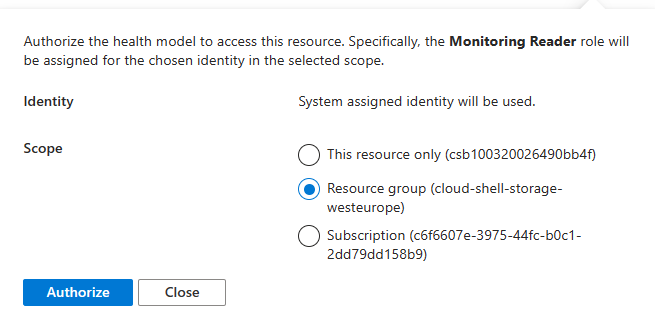 Authorize the health model to access this resource. Specifically, the Monitoring Reader role will
be assigned for the chosen identity in the selected scope.
Identity
System assigned identity will be used.
Scope
This resource only (csb100320026490bb4f)
Resource group (cloud-shell-storage-
westeurope)
Subscription (c6f6607e-3975-44fc-b0c1-
2dd79dd158b9)
Authorize
Close